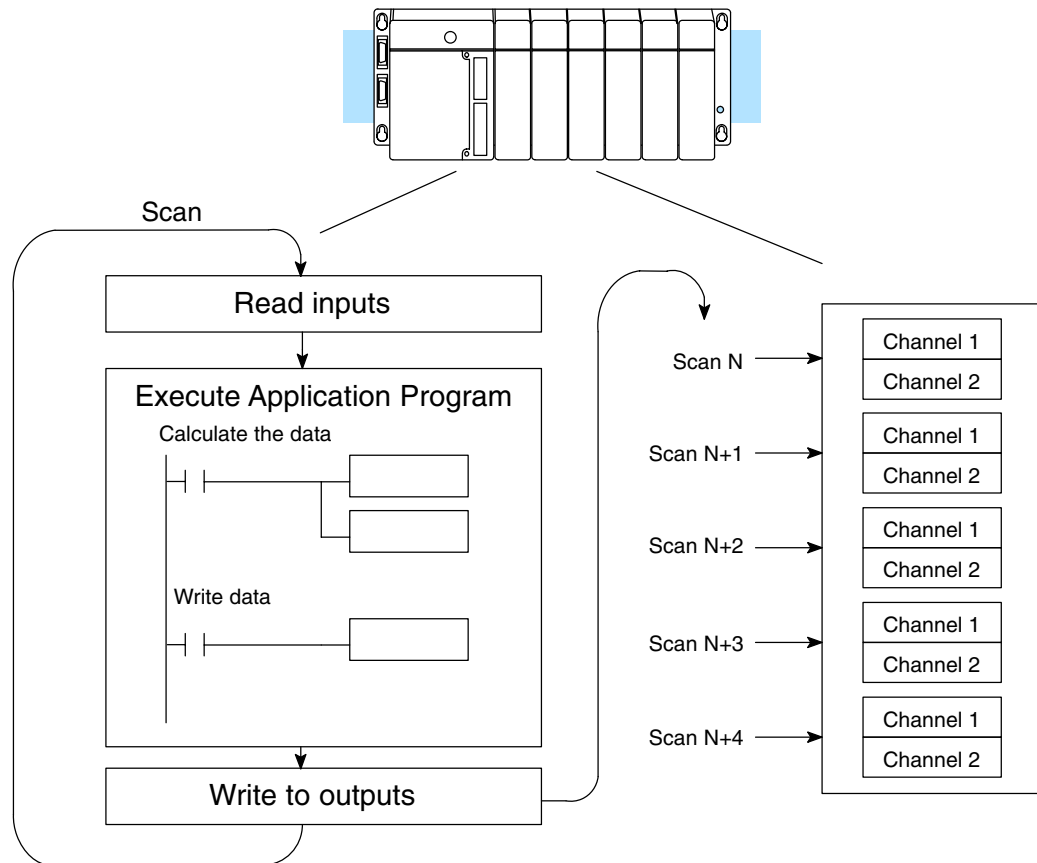 Scan
Read inputs
Execute Application Program
Calculate the data
Write data
Write to outputs
Scan N
Channel 1
Channel 2
Scan N+1
Channel 1
Channel 2
Scan N+2
Channel 1
Channel 2
Scan N+3
Channel 1
Channel 2
Scan N+4
Channel 1
Channel 2